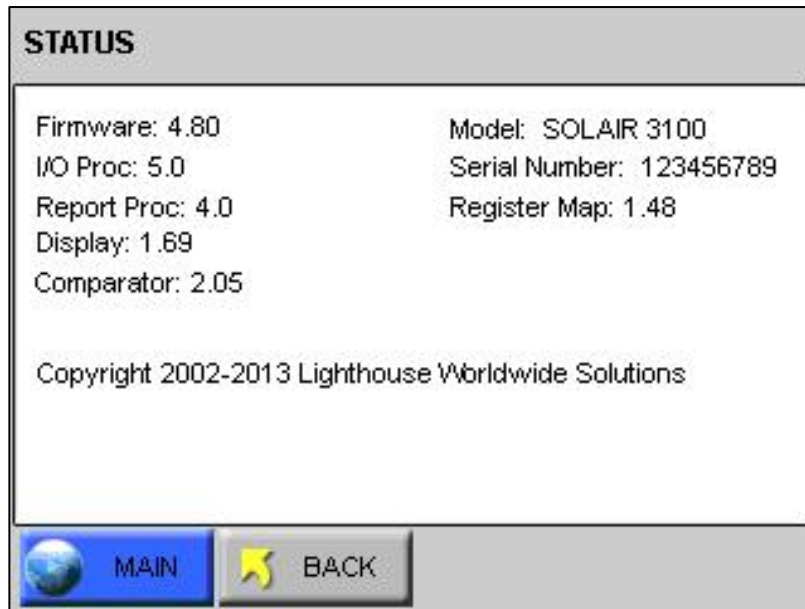 STATUS
Firmware: 4.80
I/O Proc: 5.0
Report Proc: 4.0
Display: 1.69
Comparator: 2.05
Model: SOLAIR 3100
Serial Number: 123456789
Register Map: 1.48
Copyright 2002-2013 Lighthouse Worldwide Solutions
MAIN
BACK